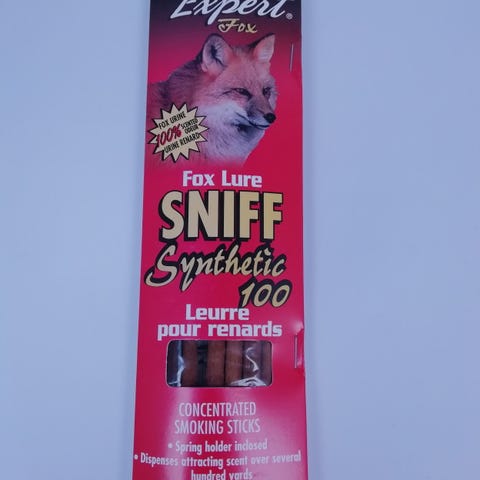 Expert®
Fox
FOX URINE
100% SCENTED
ODEUR
URINE RENARD
Fox Lure
SNIFF
Synthetic
100
Leurre
pour renards
CONCENTRATED
SMOKING STICKS
• Spring holder inclosed
• Dispenses attracting scent over several
hundred yards